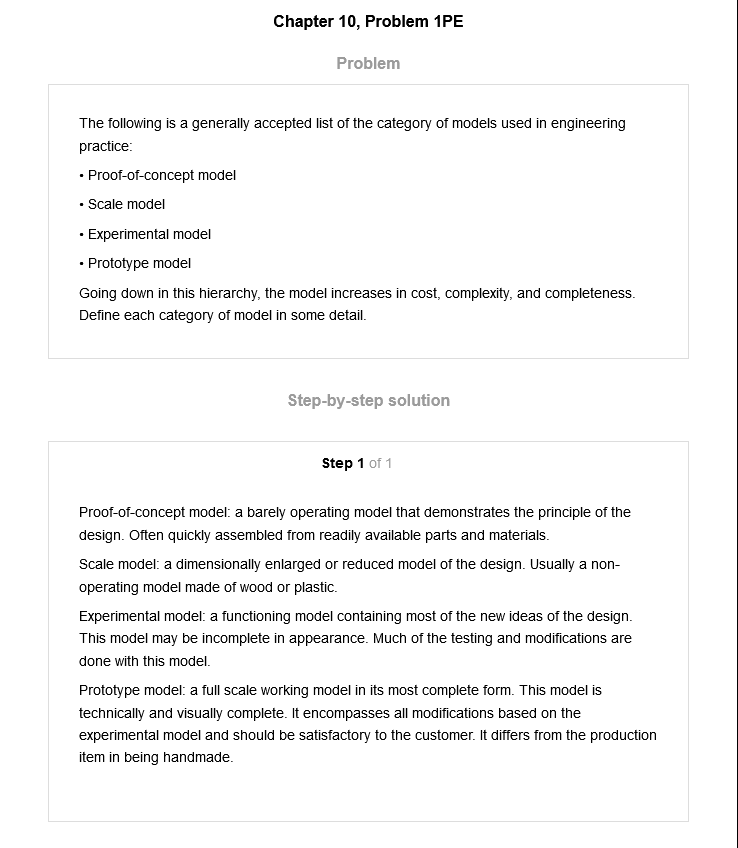 Chapter 10, Problem 1PE
Problem
The following is a generally accepted list of the category of models used in engineering
practice:
• Proof-of-concept model
• Scale model
• Experimental model
• Prototype model
Going down in this hierarchy, the model increases in cost, complexity, and completeness.
Define each category of model in some detail.
Step-by-step solution
Step 1 of 1
Proof-of-concept model: a barely operating model that demonstrates the principle of the
design. Often quickly assembled from readily available parts and materials.
Scale model: a dimensionally enlarged or reduced model of the design. Usually a non-
operating model made of wood or plastic.
Experimental model: a functioning model containing most of the new ideas of the design.
This model may be incomplete in appearance. Much of the testing and modifications are
done with this model.
Prototype model: a full scale working model in its most complete form. This model is
technically and visually complete. It encompasses all modifications based on the
experimental model and should be satisfactory to the customer. It differs from the production
item in being handmade.